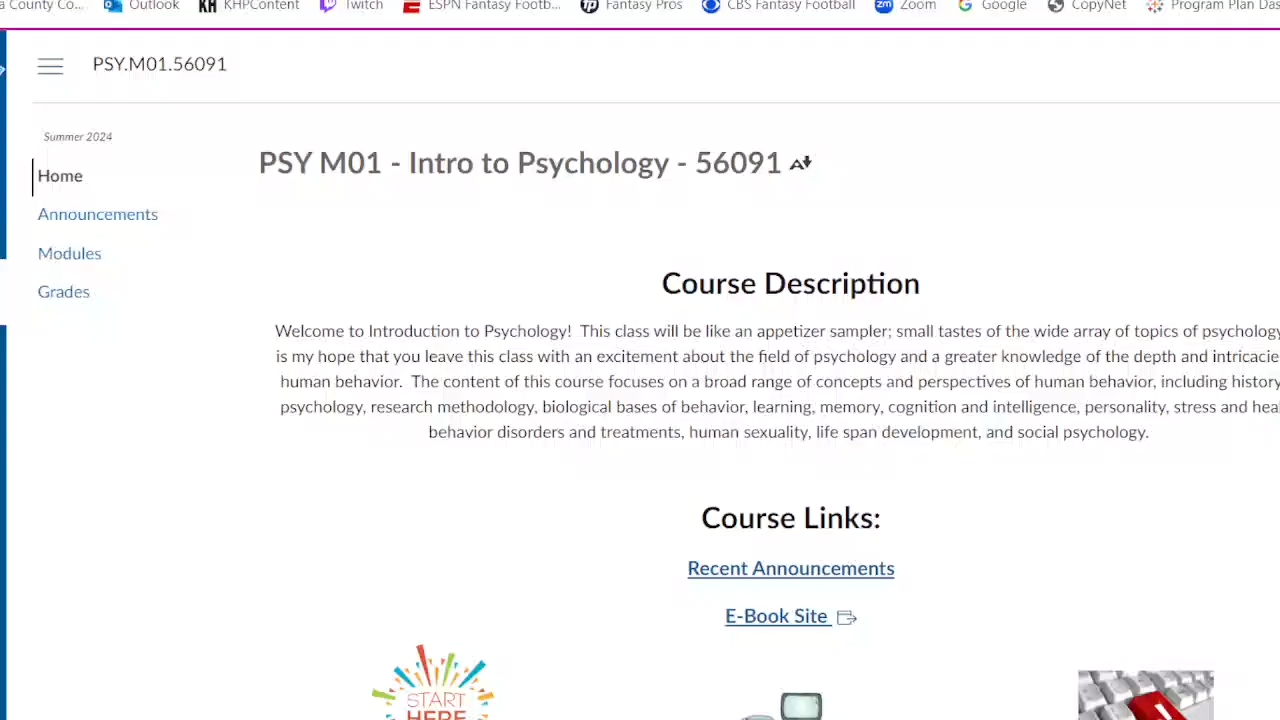 a County Co... Outlook KH KHPContent Twitch ESPN Fantasy Footb... fp Fantasy Pros CBS Fantasy Football zm Zoom G Google CopyNet Program Plan Das
PSY.M01.56091
Summer 2024
Home
Announcements
Modules
Grades
PSY M01 - Intro to Psychology - 56091
Course Description
Welcome to Introduction to Psychology! This class will be like an appetizer sampler; small tastes of the wide array of topics of psychology
is my hope that you leave this class with an excitement about the field of psychology and a greater knowledge of the depth and intricacie
human behavior. The content of this course focuses on a broad range of concepts and perspectives of human behavior, including history
psychology, research methodology, biological bases of behavior, learning, memory, cognition and intelligence, personality, stress and heal
behavior disorders and treatments, human sexuality, life span development, and social psychology.
Course Links:
Recent Announcements
E-Book Site
START
HERE